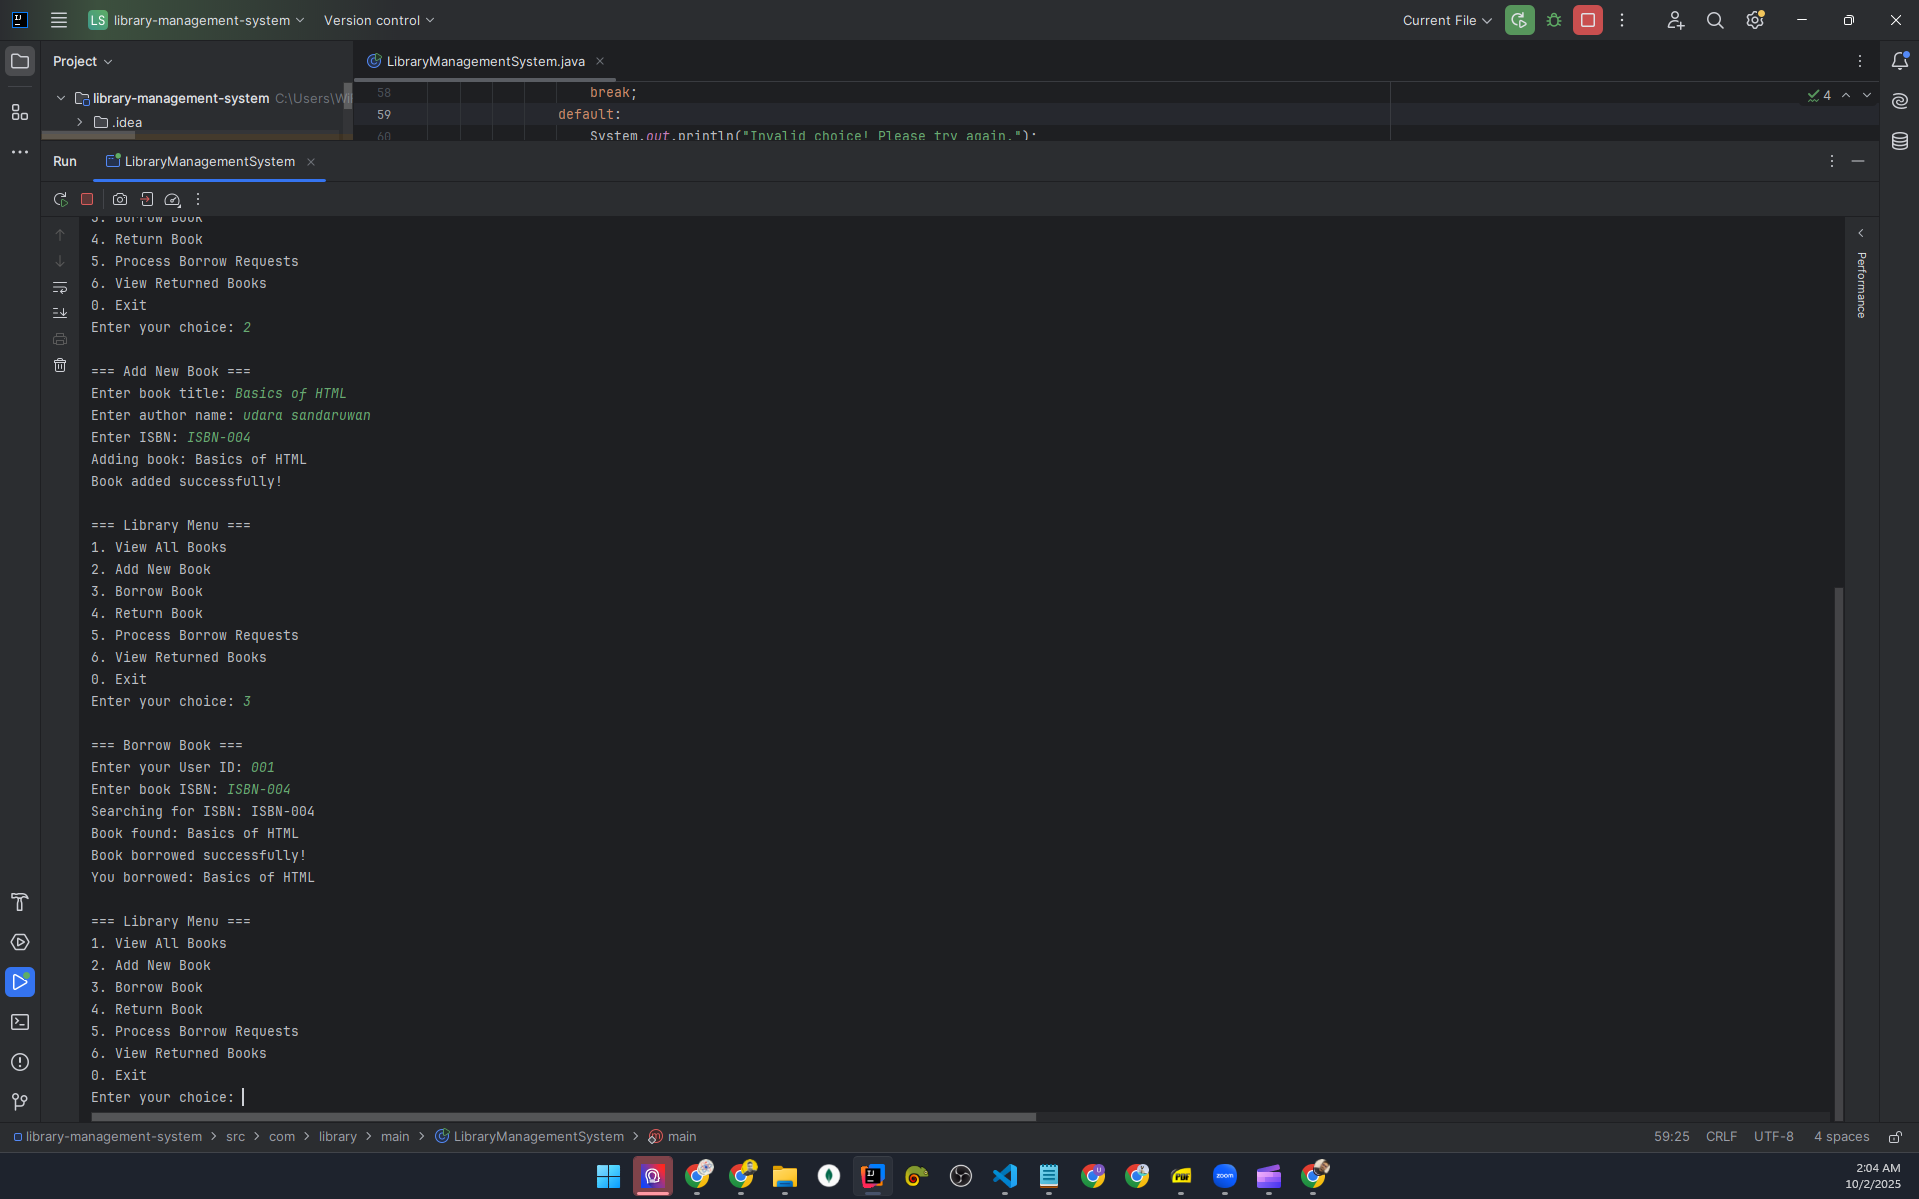 LS library-management-system Version control Current File
Project
LibraryManagementSystem.java
library-management-system C:\Users\Wi
.idea
58 break;
4
59 default:
60 System.out.println("Invalid choice! Please try again.");
Run LibraryManagementSystem
Performance
3. Borrow Book
4. Return Book
5. Process Borrow Requests
6. View Returned Books
0. Exit
Enter your choice: 2
=== Add New Book ===
Enter book title: Basics of HTML
Enter author name: udara sandaruwan
Enter ISBN: ISBN-004
Adding book: Basics of HTML
Book added successfully!
=== Library Menu ===
1. View All Books
2. Add New Book
3. Borrow Book
4. Return Book
5. Process Borrow Requests
6. View Returned Books
0. Exit
Enter your choice: 3
=== Borrow Book ===
Enter your User ID: 001
Enter book ISBN: ISBN-004
Searching for ISBN: ISBN-004
Book found: Basics of HTML
Book borrowed successfully!
You borrowed: Basics of HTML
=== Library Menu ===
1. View All Books
2. Add New Book
3. Borrow Book
4. Return Book
5. Process Borrow Requests
6. View Returned Books
0. Exit
Enter your choice:
library-management-system > src > com > library > main > LibraryManagementSystem > main 59:25 CRLF UTF-8 4 spaces
PDF zoom
2:04 AM
10/2/2025